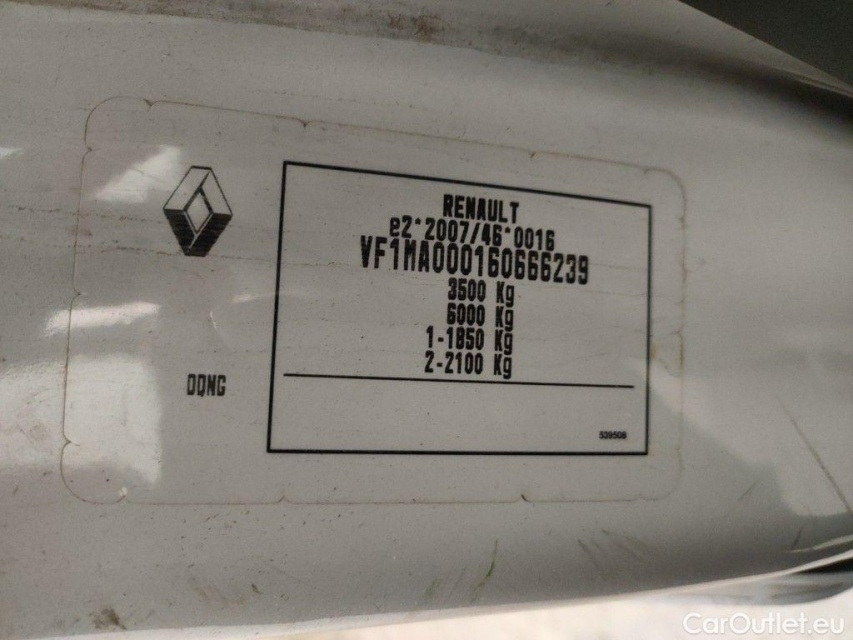 RENAULT
e2*2007/46*0016
VF1MA000160666239
3500 Kg
6000 Kg
1-1850 Kg
2-2100 Kg
DQNG
539508
CarOutlet.eu